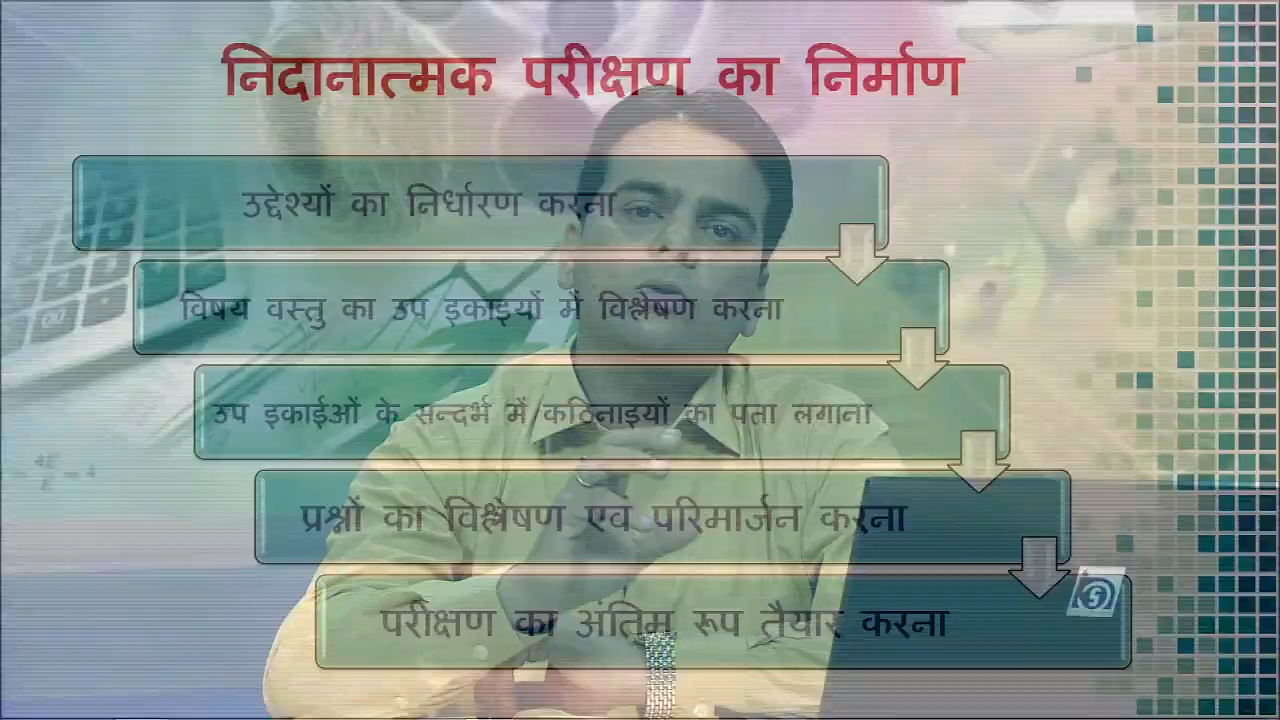 निदानात्मक परीक्षण का निर्माण
उद्देश्यों का निर्धारण करना
विषय वस्तु का उप इकाइयों में विश्लेषण करना
उप इकाईओं के सन्दर्भ में कठिनाइयों का पता लगाना
प्रश्नों का विश्लेषण एवं परिमार्जन करना
परीक्षण का अंतिम रूप तैयार करना